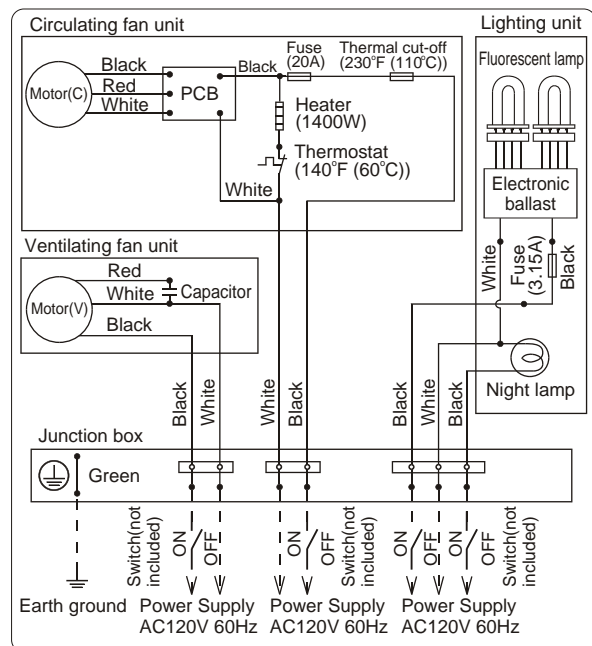 Circulating fan unit
Lighting unit
Black
Red
White
Motor(C)
PCB
Black
Fuse
(20A)
Thermal cut-off
(230°F (110°C))
Heater
(1400W)
Thermostat
(140°F (60°C))
White
Fluorescent lamp
Electronic
ballast
White
Fuse
(3.15A)
Black
Night lamp
Ventilating fan unit
Red
White
Capacitor
Motor(V)
Black
Black
White
White
Black
Black
White
Black
Junction box
Green
Switch(not
included)
ON
OFF
ON
OFF
Switch(not
included)
ON
OFF
ON
OFF
Switch(not
included)
Earth ground
Power Supply
AC120V 60Hz
Power Supply
AC120V 60Hz
Power Supply
AC120V 60Hz